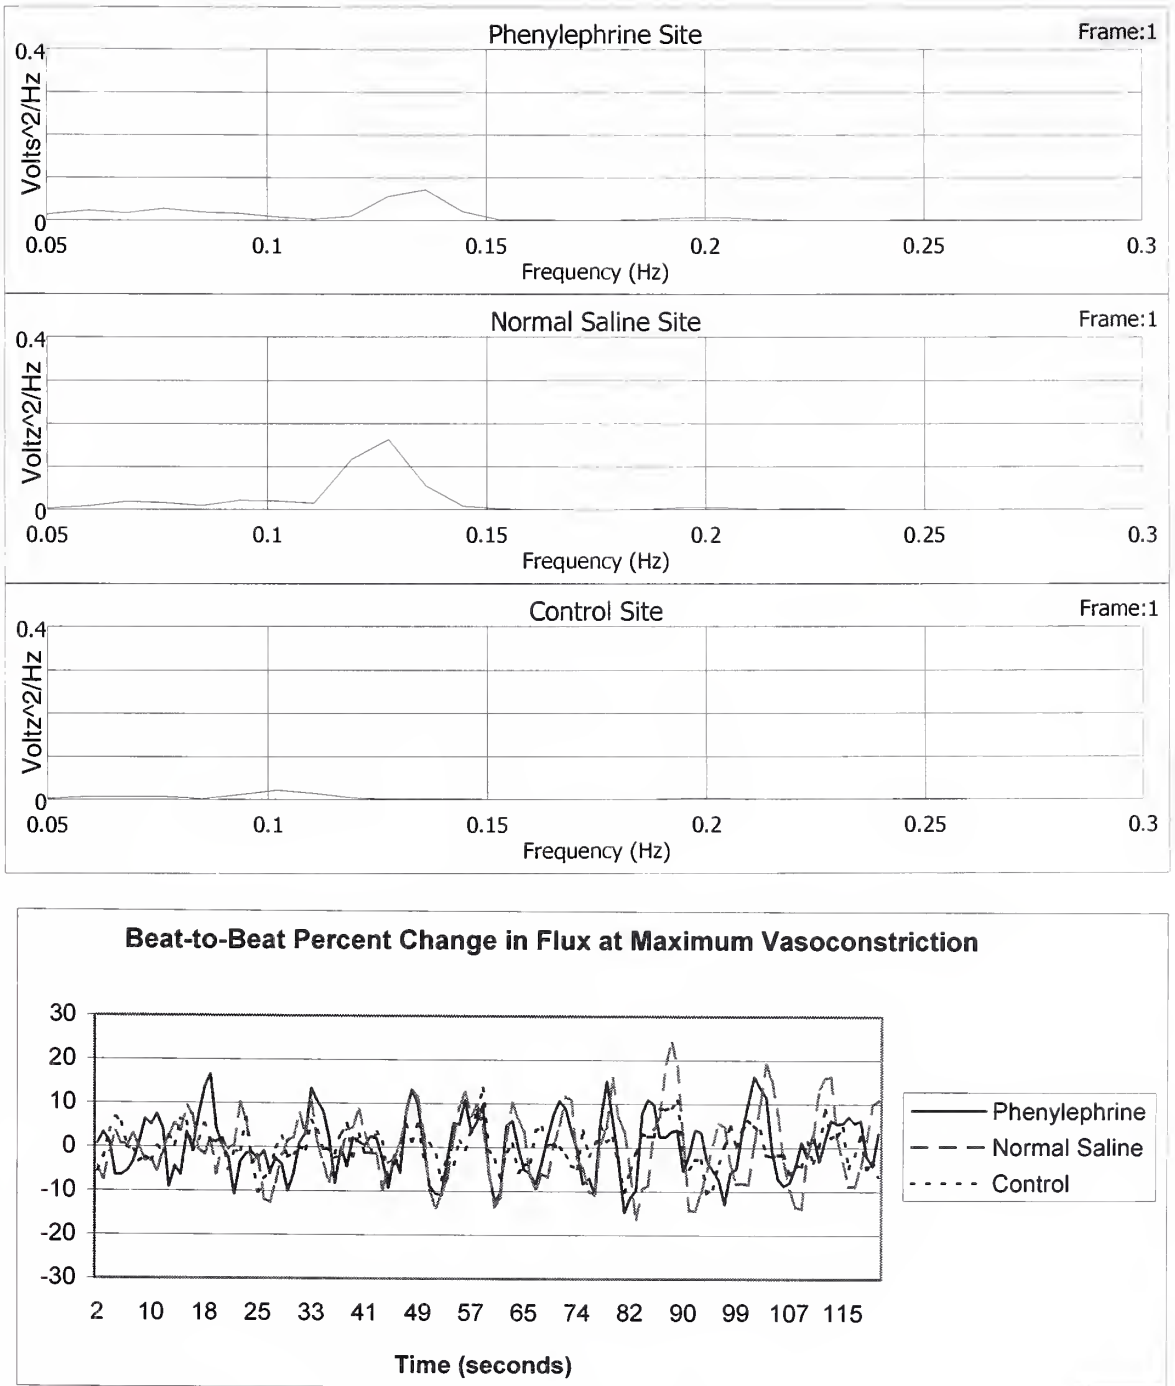 Phenylephrine Site
Frame:1
0.4
Volts^2/Hz
0
0.05 0.1 0.15 0.2 0.25 0.3
Frequency (Hz)
Normal Saline Site
Frame:1
0.4
Voltz^2/Hz
0
0.05 0.1 0.15 0.2 0.25 0.3
Frequency (Hz)
Control Site
Frame:1
0.4
Voltz^2/Hz
0
0.05 0.1 0.15 0.2 0.25 0.3
Frequency (Hz)
Beat-to-Beat Percent Change in Flux at Maximum Vasoconstriction
30
20
10
0
-10
-20
-30
2 10 18 25 33 41 49 57 65 74 82 90 99 107 115
Time (seconds)
Phenylephrine
Normal Saline
Control